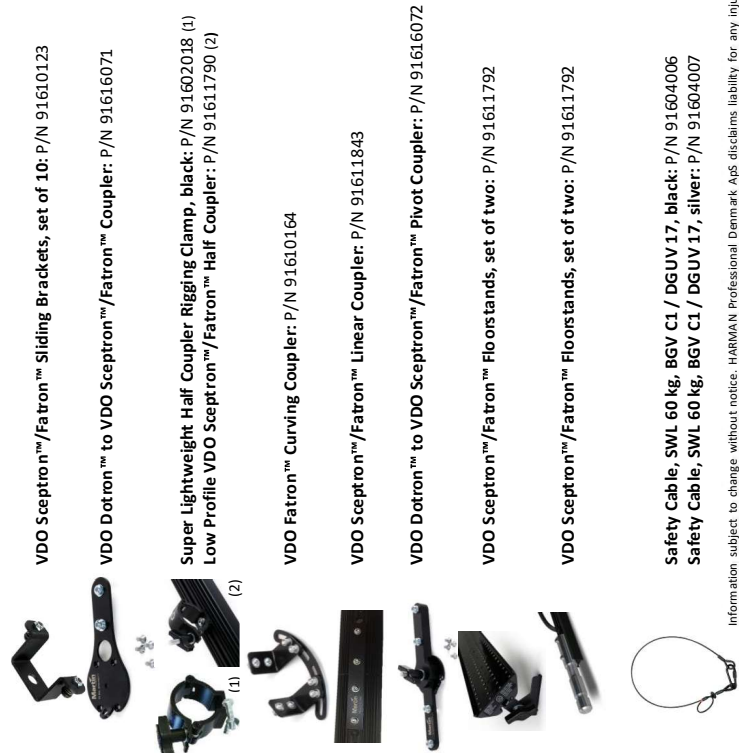 VDO Sceptron™/Fatron™ Sliding Brackets, set of 10: P/N 91610123
VDO Dotron™ to VDO Sceptron™/Fatron™ Coupler: P/N 91616071
Super Lightweight Half Coupler Rigging Clamp, black: P/N 91602018 (1)
Low Profile VDO Sceptron™/Fatron™ Half Coupler: P/N 91611790 (2)
(1)
(2)
VDO Fatron™ Curving Coupler: P/N 91610164
VDO Sceptron™/Fatron™ Linear Coupler: P/N 91611843
VDO Dotron™ to VDO Sceptron™/Fatron™ Pivot Coupler: P/N 91616072
VDO Sceptron™/Fatron™ Floorstands, set of two: P/N 91611792
VDO Sceptron™/Fatron™ Floorstands, set of two: P/N 91611792
Safety Cable, SWL 60 kg, BGV C1 / DGUV 17, black: P/N 91604006
Safety Cable, SWL 60 kg, BGV C1 / DGUV 17, silver: P/N 91604007
Information subject to change without notice. HARMAN Professional Denmark ApS disclaims liability for any inju
Martin
Martin
Martin